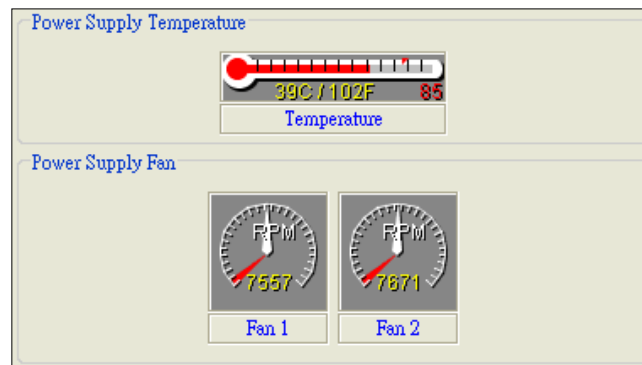 Power Supply Temperature
39C / 102F 85
Temperature
Power Supply Fan
RPM RPM
7557 7671
Fan 1 Fan 2